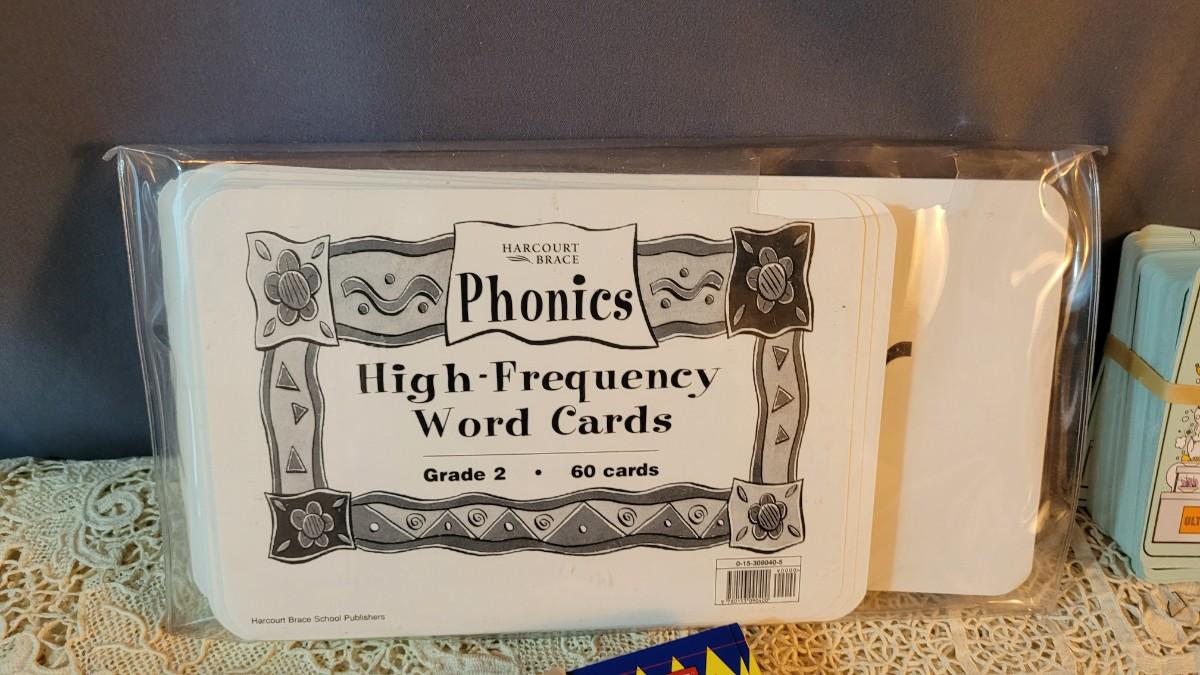 HARCOURT
BRACE
Phonics
High-Frequency
Word Cards
Grade 2 • 60 cards
0-15-309040-5
Harcourt Brace School Publishers
ULT